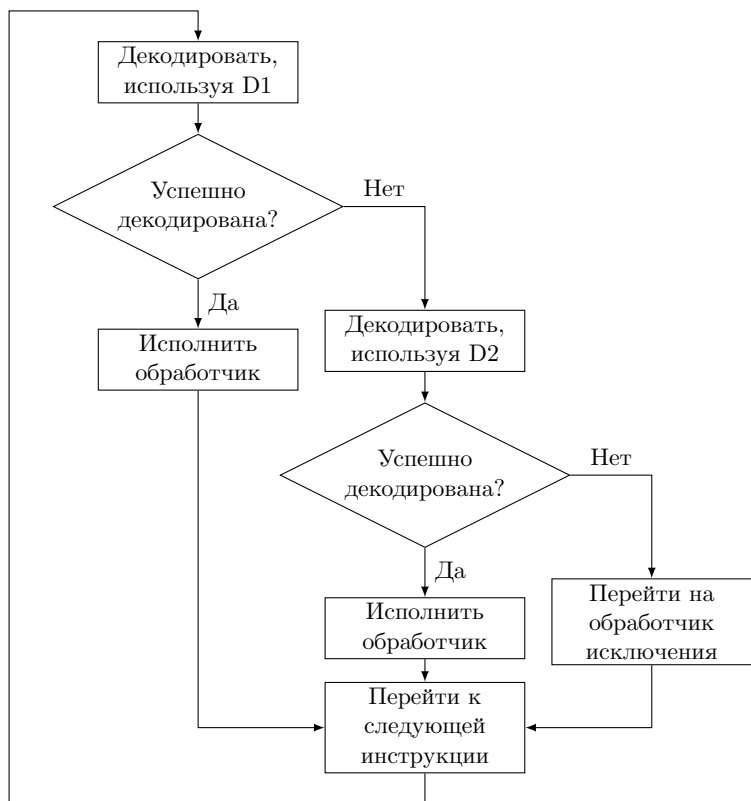 Декодировать,
используя D1
Успешно
декодирована?
Нет
Да
Исполнить
обработчик
Декодировать,
используя D2
Успешно
декодирована?
Нет
Да
Исполнить
обработчик
Перейти на
обработчик
исключения
Перейти к
следующей
инструкции